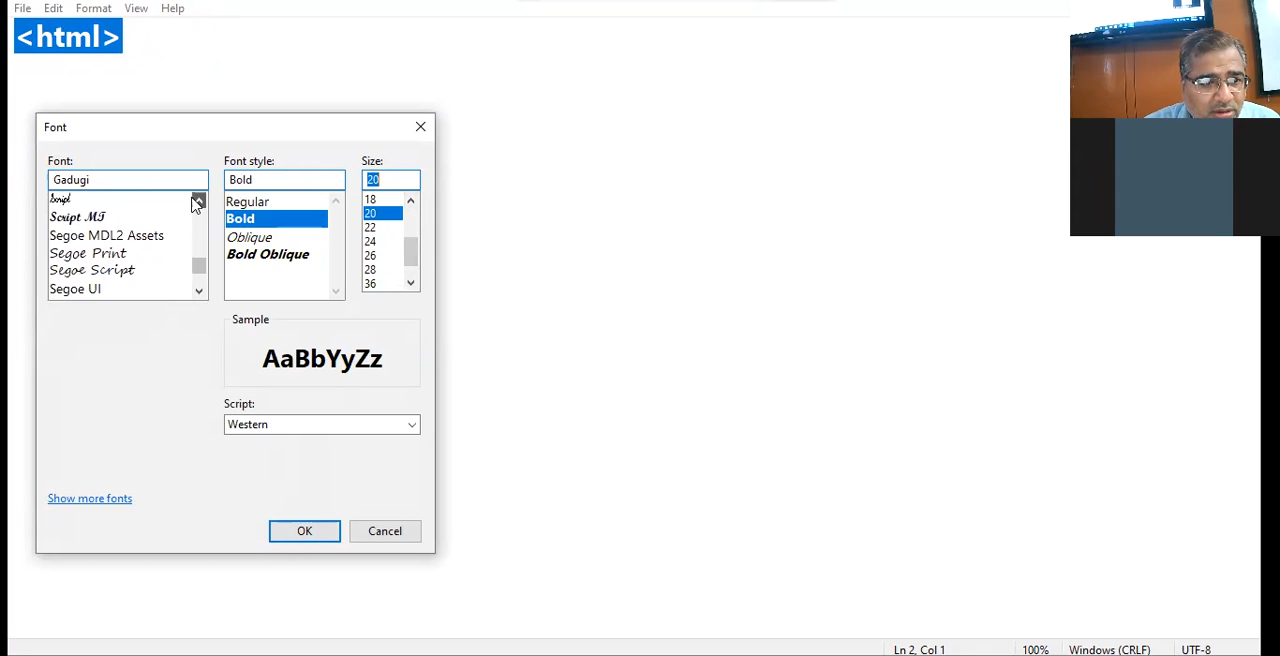 File Edit Format View Help
<html>
Font
Font: Font style: Size:
Gadugi Bold 20
Script Regular 18
Script MT Bold 20
Segoe MDL2 Assets Oblique 22
Segoe Print Bold Oblique 24
Segoe Script 26
Segoe UI 28
36
Sample
AaBbYyZz
Script:
Western
Show more fonts
OK Cancel
Ln 2, Col 1 100% Windows (CRLF) UTF-8